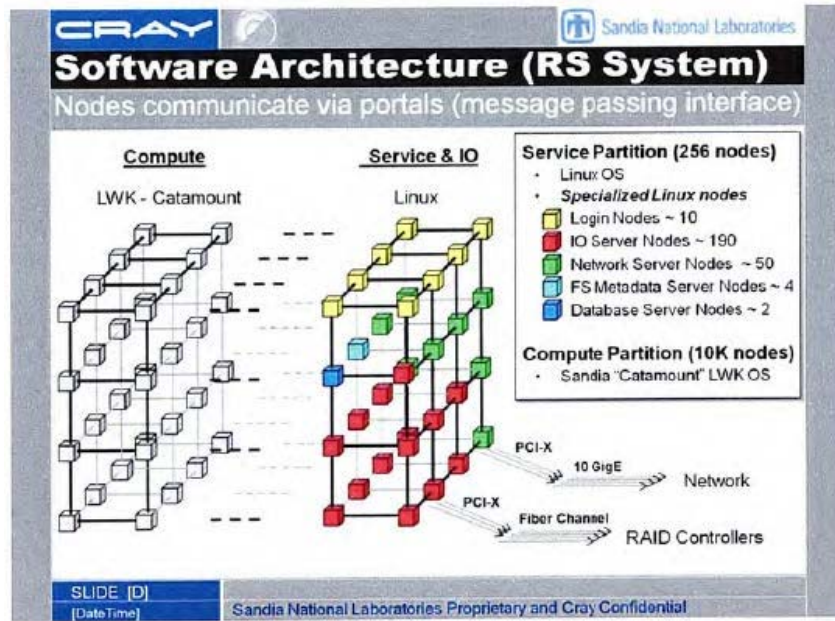 CRAY
Sandia National Laboratories
Software Architecture (RS System)
Nodes communicate via portals (message passing interface)
Compute
LWK - Catamount
Service & IO
Linux
Service Partition (256 nodes)
· Linux OS
· Specialized Linux nodes
Login Nodes ~ 10
IO Server Nodes ~ 190
Network Server Nodes ~ 50
FS Metadata Server Nodes ~ 4
Database Server Nodes ~ 2
Compute Partition (10K nodes)
· Sandia "Catamount" LWK OS
PCI-X
10 GigE
Network
PCI-X
Fiber Channel
RAID Controllers
SLIDE [D]
[DateTime]
Sandia National Laboratories Proprietary and Cray Confidential